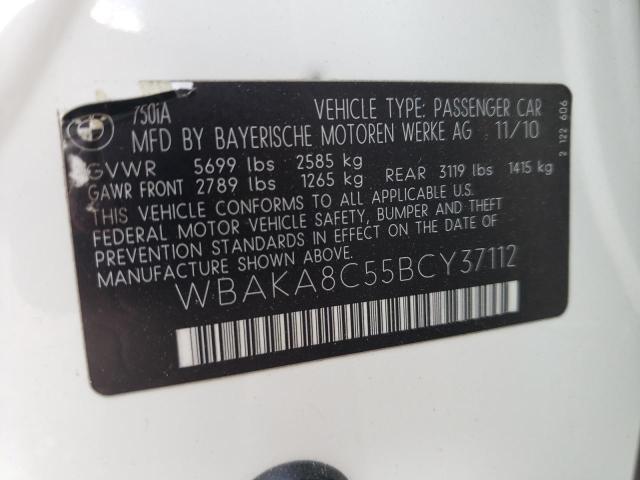 750iA VEHICLE TYPE: PASSENGER CAR
MFD BY BAYERISCHE MOTOREN WERKE AG 11/10
GVWR 5699 lbs 2585 kg
GAWR FRONT 2789 lbs 1265 kg REAR 3119 lbs 1415 kg
THIS VEHICLE CONFORMS TO ALL APPLICABLE U.S.
FEDERAL MOTOR VEHICLE SAFETY, BUMPER AND THEFT
PREVENTION STANDARDS IN EFFECT ON THE DATE OF
MANUFACTURE SHOWN ABOVE.
WBAKA8C55BCY37112
2 122 606